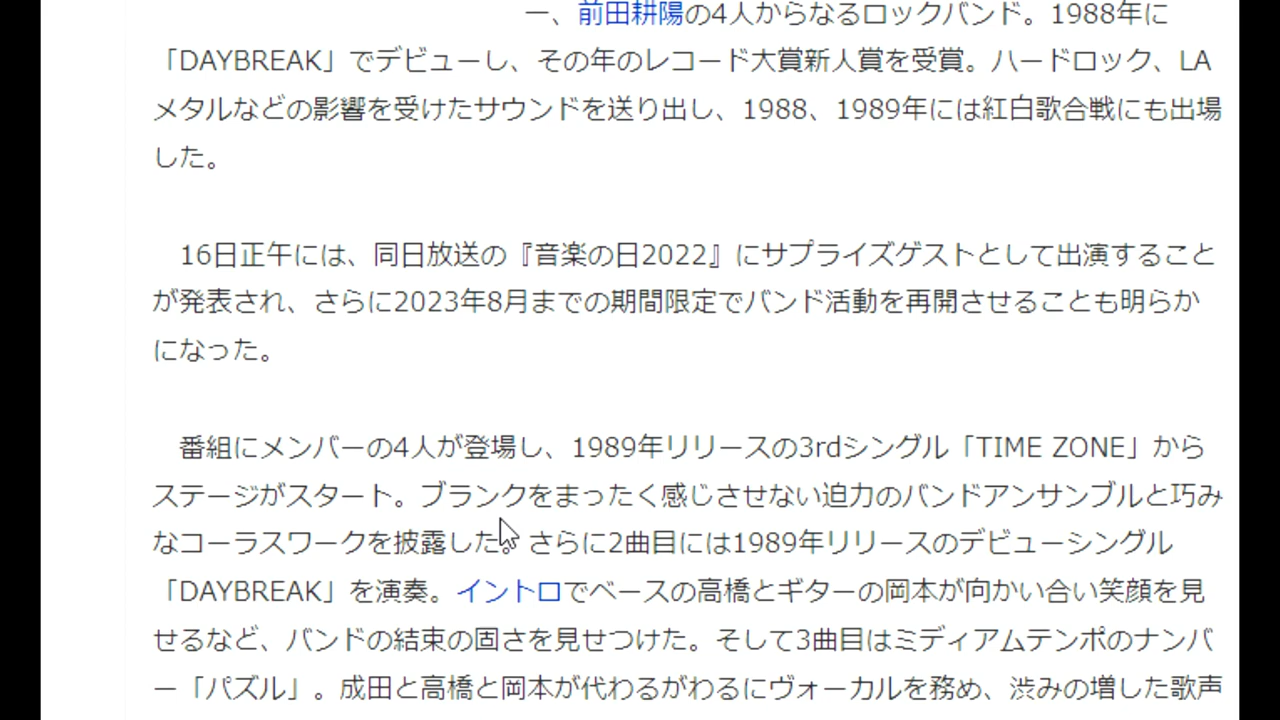 一、前田耕陽の4人からなるロックバンド。1988年に
「DAYBREAK」でデビューし、その年のレコード大賞新人賞を受賞。ハードロック、LA
メタルなどの影響を受けたサウンドを送り出し、1988、1989年には紅白歌合戦にも出場
した。
16日正午には、同日放送の『音楽の日2022』にサプライズゲストとして出演すること
が発表され、さらに2023年8月までの期間限定でバンド活動を再開させることも明らか
になった。
番組にメンバーの4人が登場し、1989年リリースの3rdシングル「TIME ZONE」から
ステージがスタート。ブランクをまったく感じさせない迫力のバンドアンサンブルと巧み
なコーラスワークを披露した。さらに2曲目には1989年リリースのデビューシングル
「DAYBREAK」を演奏。イントロでベースの高橋とギターの岡本が向かい合い笑顔を見
せるなど、バンドの結束の固さを見せつけた。そして3曲目はミディアムテンポのナンバ
ー「パズル」。成田と高橋と岡本が代わるがわるにヴォーカルを務め、渋みの増した歌声